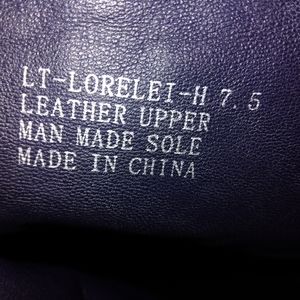 LT-LORELEI-H 7.5
LEATHER UPPER
MAN MADE SOLE
MADE IN CHINA